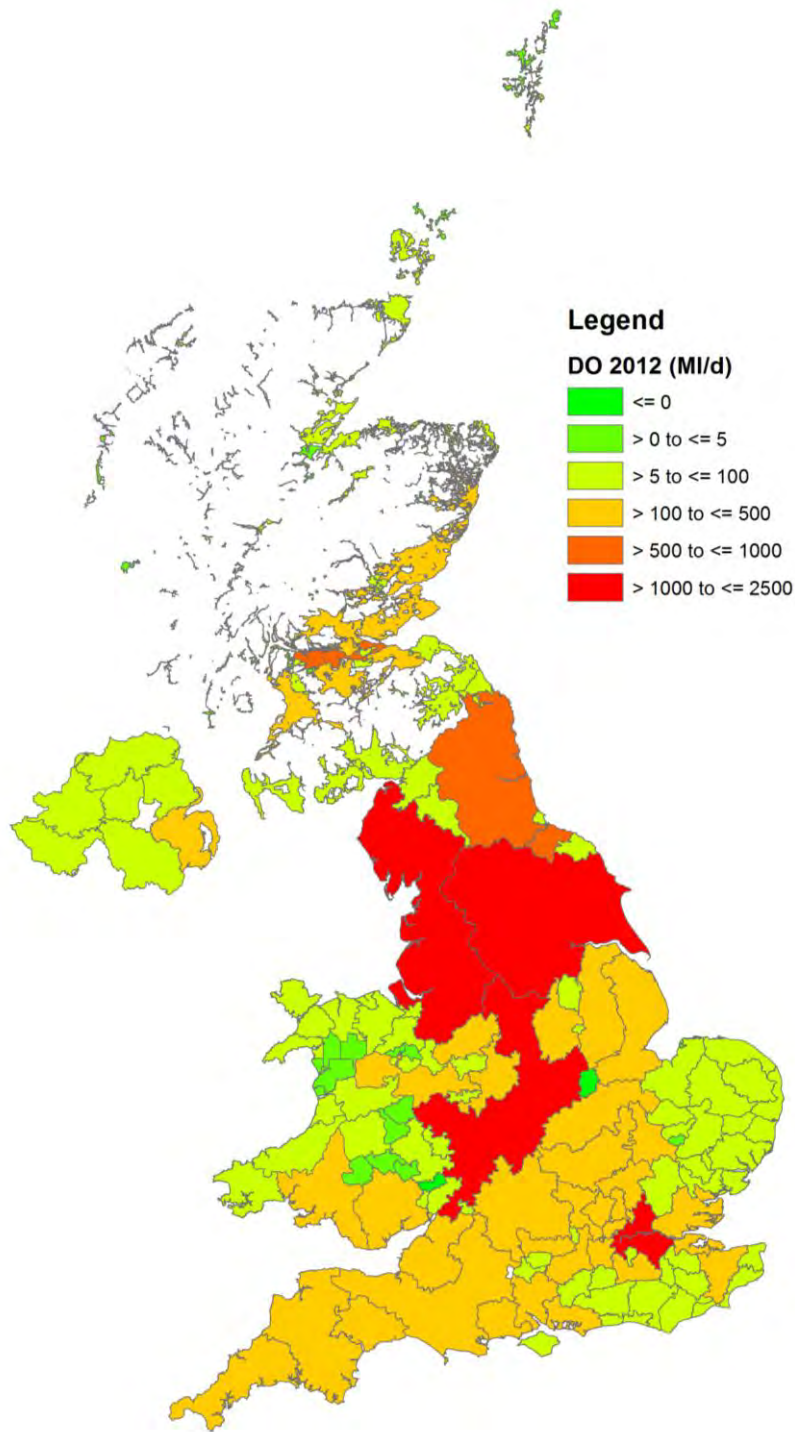 Legend
DO 2012 (Ml/d)
<= 0
> 0 to <= 5
> 5 to <= 100
> 100 to <= 500
> 500 to <= 1000
> 1000 to <= 2500